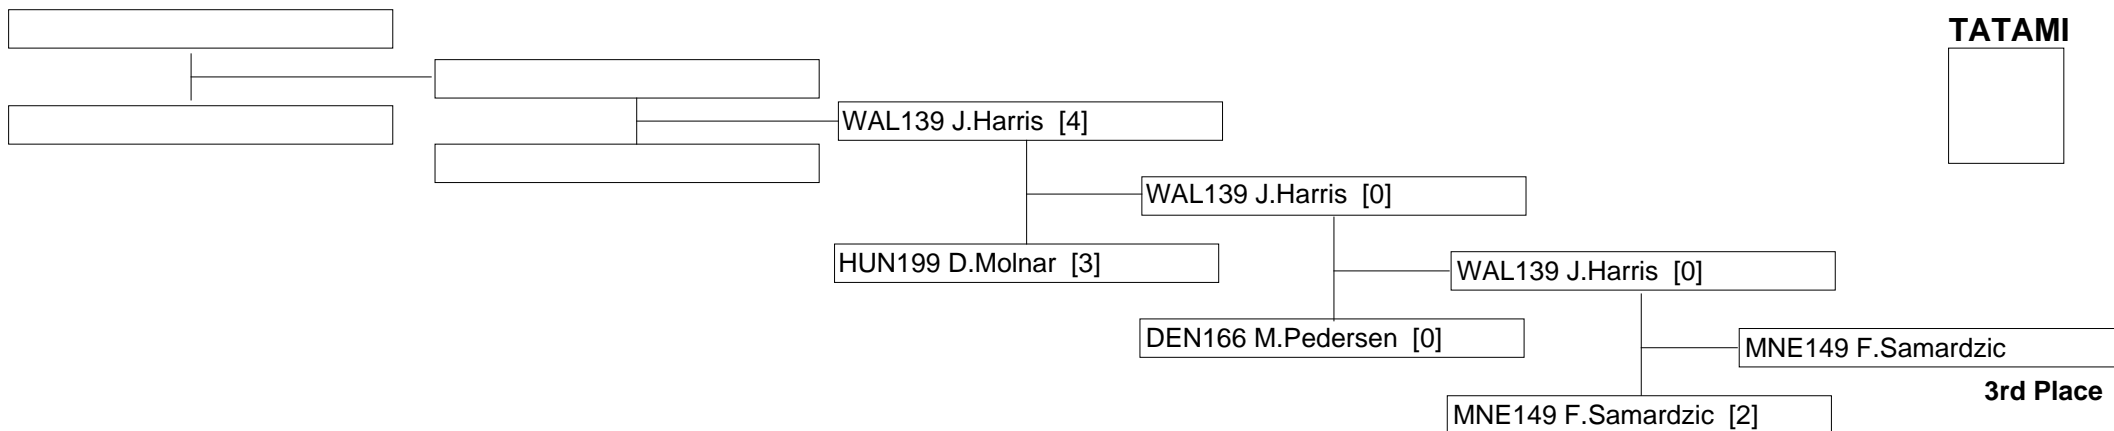 TATAMI
WAL139 J.Harris [4]
WAL139 J.Harris [0]
HUN199 D.Molnar [3]
WAL139 J.Harris [0]
DEN166 M.Pedersen [0]
MNE149 F.Samardzic
3rd Place
MNE149 F.Samardzic [2]